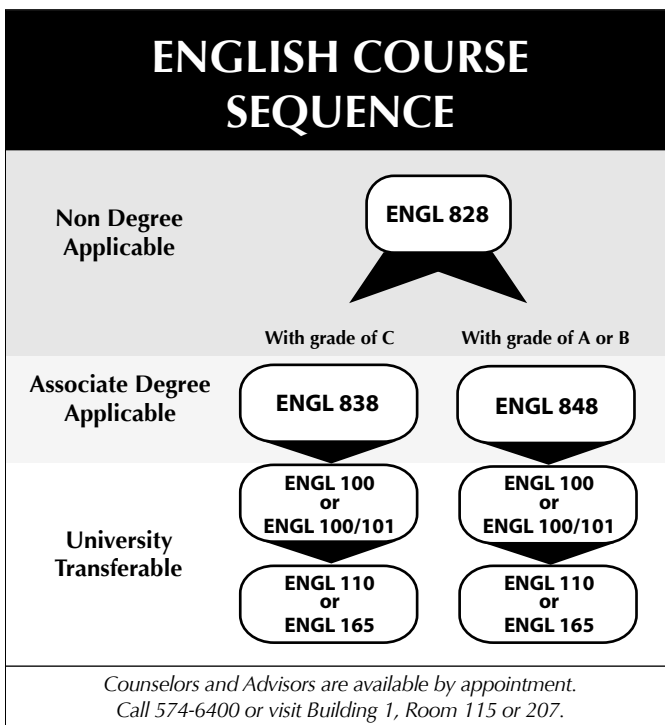 ENGLISH COURSE
SEQUENCE
Non Degree
Applicable
ENGL 828
With grade of C
With grade of A or B
Associate Degree
Applicable
ENGL 838
ENGL 848
University
Transferable
ENGL 100
or
ENGL 100/101
ENGL 100
or
ENGL 100/101
ENGL 110
or
ENGL 165
ENGL 110
or
ENGL 165
Counselors and Advisors are available by appointment.
Call 574-6400 or visit Building 1, Room 115 or 207.